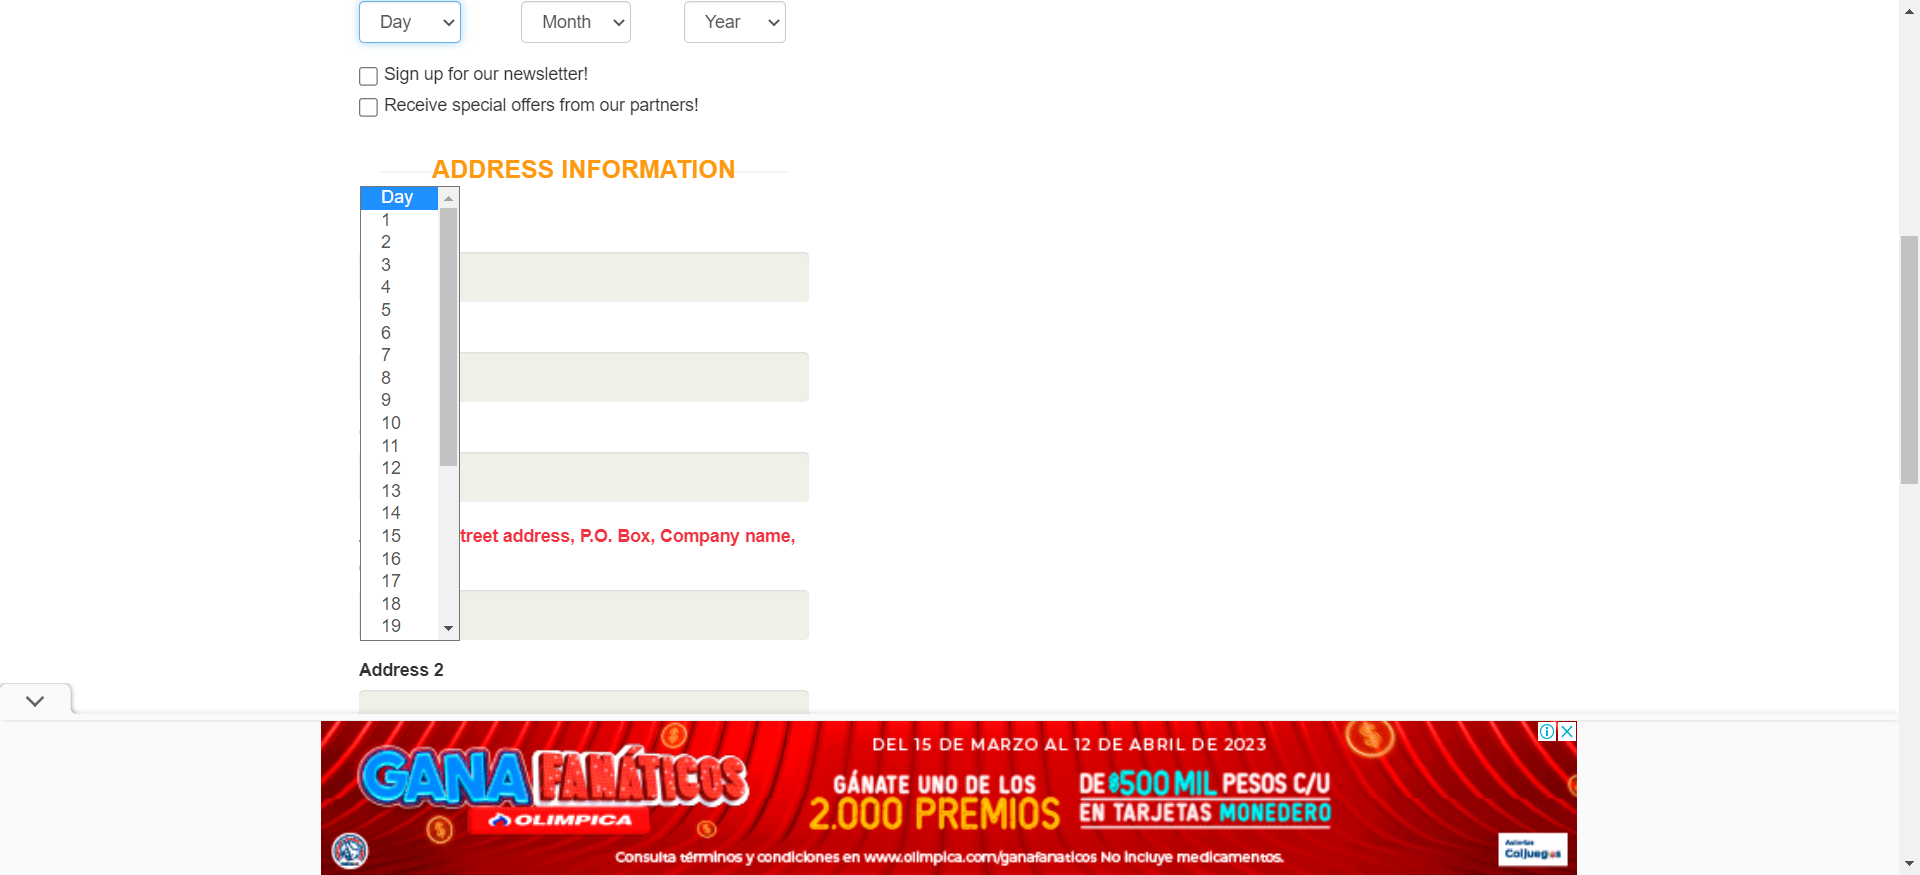 Day Month Year
Sign up for our newsletter!
Receive special offers from our partners!
ADDRESS INFORMATION
Day
1
2
3
4
5
6
7
8
9
10
11
12
13
14
15
16
17
18
19
treet address, P.O. Box, Company name,
Address 2
GANA FANÁTICOS
OLIMPICA
DEL 15 DE MARZO AL 12 DE ABRIL DE 2023
GÁNATE UNO DE LOS
2.000 PREMIOS
DE $500 MIL PESOS C/U
EN TARJETAS MONEDERO
Consulta términos y condiciones en www.olimpica.com/ganafanaticos No incluye medicamentos.
Autoriza
Coljuegos